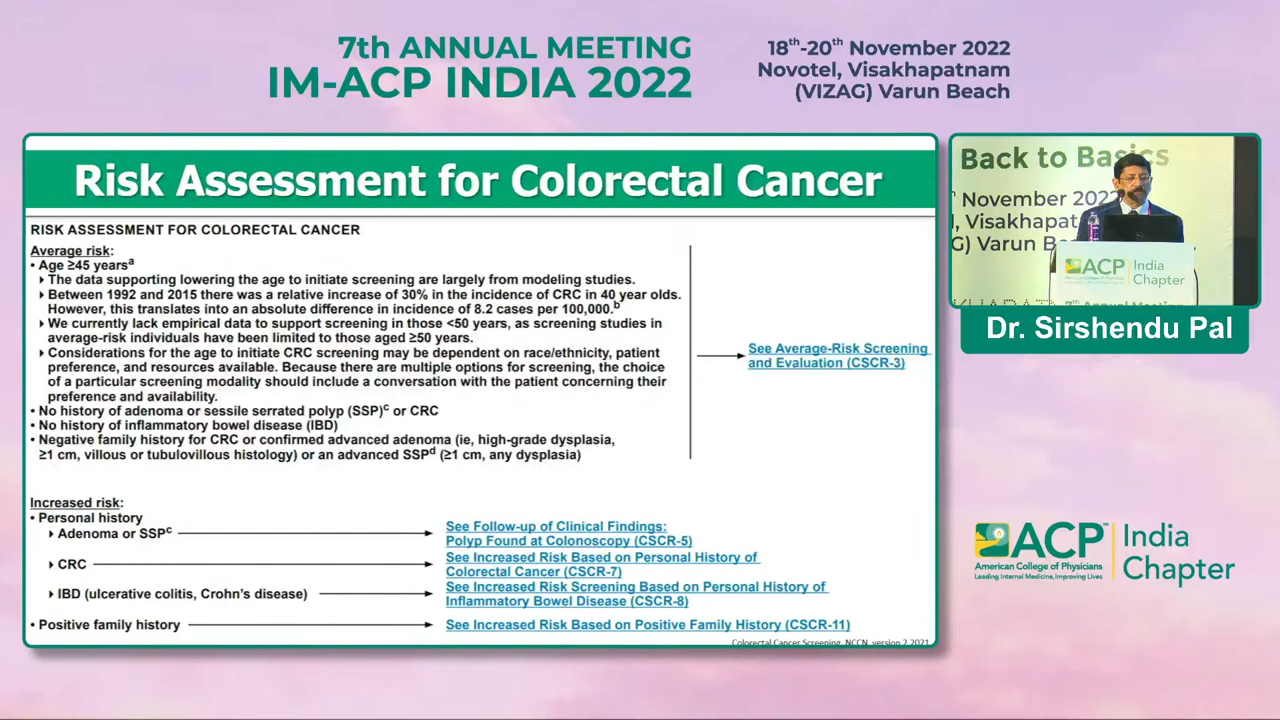 7th ANNUAL MEETING
IM-ACP INDIA 2022
18th-20th November 2022
Novotel, Visakhapatnam
(VIZAG) Varun Beach
Risk Assessment for Colorectal Cancer
RISK ASSESSMENT FOR COLORECTAL CANCER
Average risk:
• Age ≥45 yearsa
The data supporting lowering the age to initiate screening are largely from modeling studies.
Between 1992 and 2015 there was a relative increase of 30% in the incidence of CRC in 40 year olds.
However, this translates into an absolute difference in incidence of 8.2 cases per 100,000.b
We currently lack empirical data to support screening in those <50 years, as screening studies in
average-risk individuals have been limited to those aged ≥50 years.
Considerations for the age to initiate CRC screening may be dependent on race/ethnicity, patient
preference, and resources available. Because there are multiple options for screening, the choice
of a particular screening modality should include a conversation with the patient concerning their
preference and availability.
• No history of adenoma or sessile serrated polyp (SSP)c or CRC
• No history of inflammatory bowel disease (IBD)
• Negative family history for CRC or confirmed advanced adenoma (ie, high-grade dysplasia,
≥1 cm, villous or tubulovillous histology) or an advanced SSPd (≥1 cm, any dysplasia)
See Average-Risk Screening
and Evaluation (CSCR-3)
Increased risk:
• Personal history
Adenoma or SSPc
See Follow-up of Clinical Findings:
Polyp Found at Colonoscopy (CSCR-5)
CRC
See Increased Risk Based on Personal History of
Colorectal Cancer (CSCR-7)
IBD (ulcerative colitis, Crohn's disease)
See Increased Risk Screening Based on Personal History of
Inflammatory Bowel Disease (CSCR-8)
• Positive family history
See Increased Risk Based on Positive Family History (CSCR-11)
Colorectal Cancer Screening, NCCN, version 2.2021
Back to Basics
November 2022
Visakhapat
G) Varun
ACP India
Chapter
7th Annual Meeting
Dr. Sirshendu Pal
ACP™
American College of Physicians
Leading Internal Medicine, Improving Lives
India
Chapter